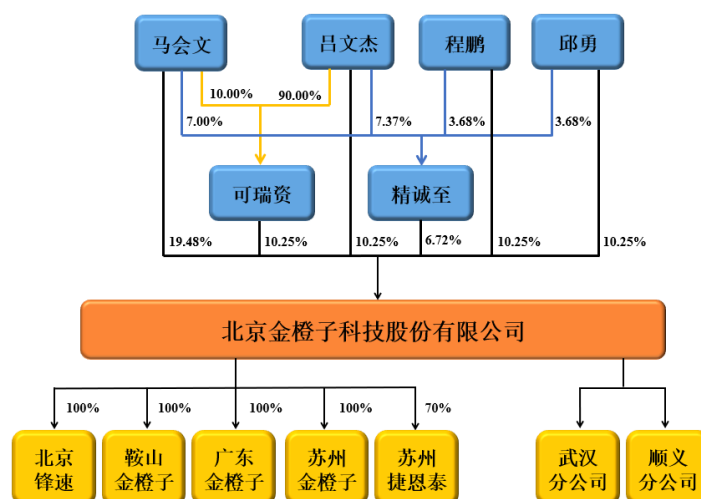 马会文
吕文杰
程鹏
邱勇
10.00%
90.00%
7.00%
7.37%
3.68%
3.68%
可瑞资
精诚至
19.48%
10.25%
10.25%
6.72%
10.25%
10.25%
北京金橙子科技股份有限公司
100%
100%
100%
100%
70%
北京
锋速
鞍山
金橙子
广东
金橙子
苏州
金橙子
苏州
捷恩泰
武汉
分公司
顺义
分公司